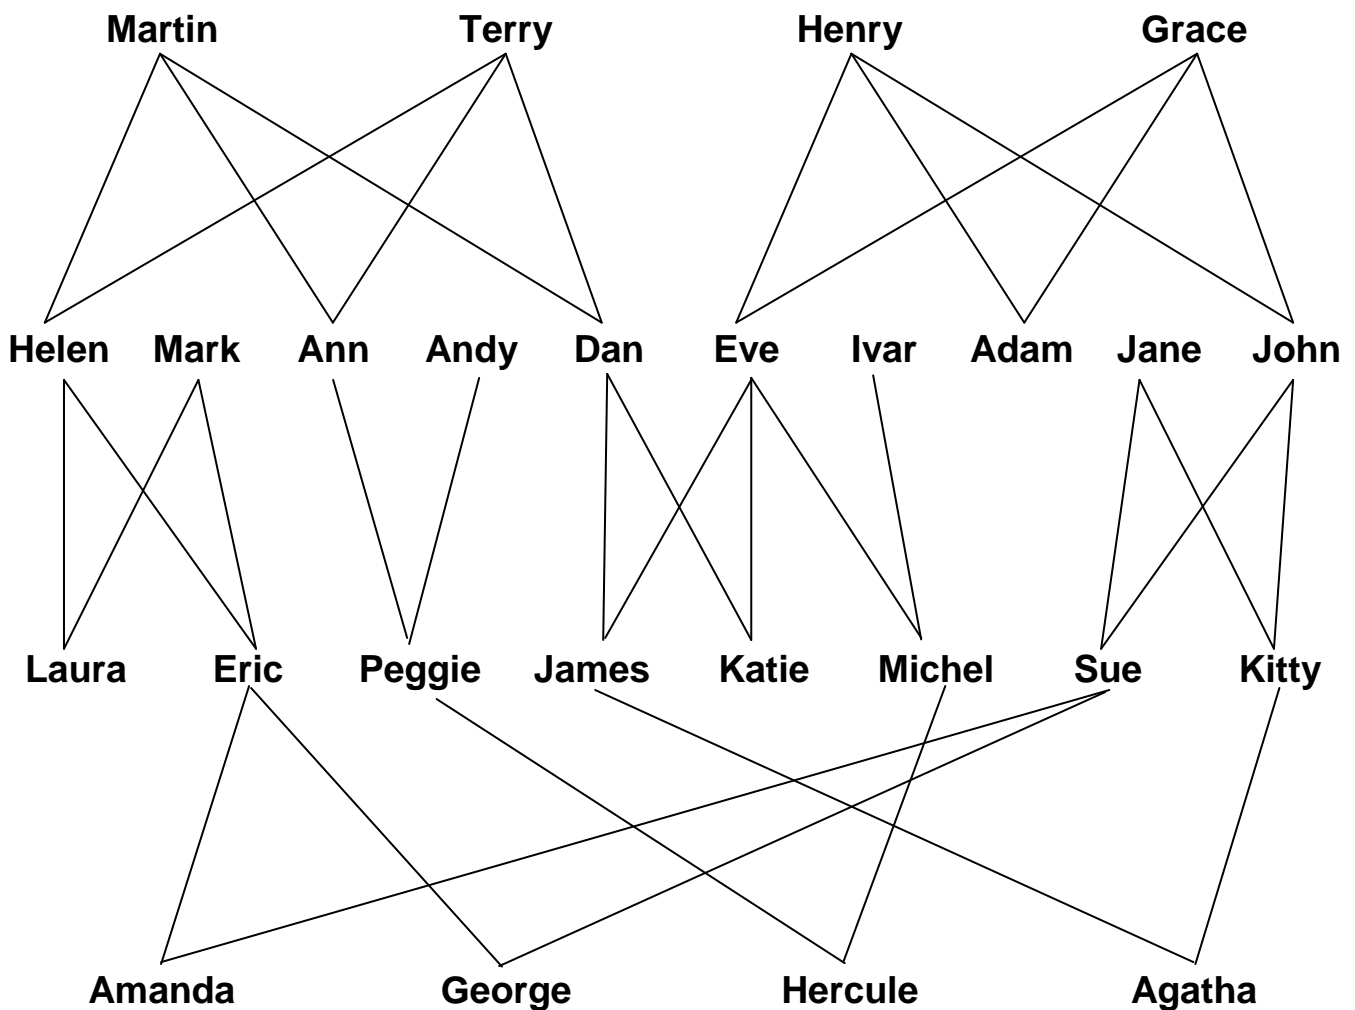 Martin Terry Henry Grace
Helen Mark Ann Andy Dan Eve Ivar Adam Jane John
Laura Eric Peggie James Katie Michel Sue Kitty
Amanda George Hercule Agatha